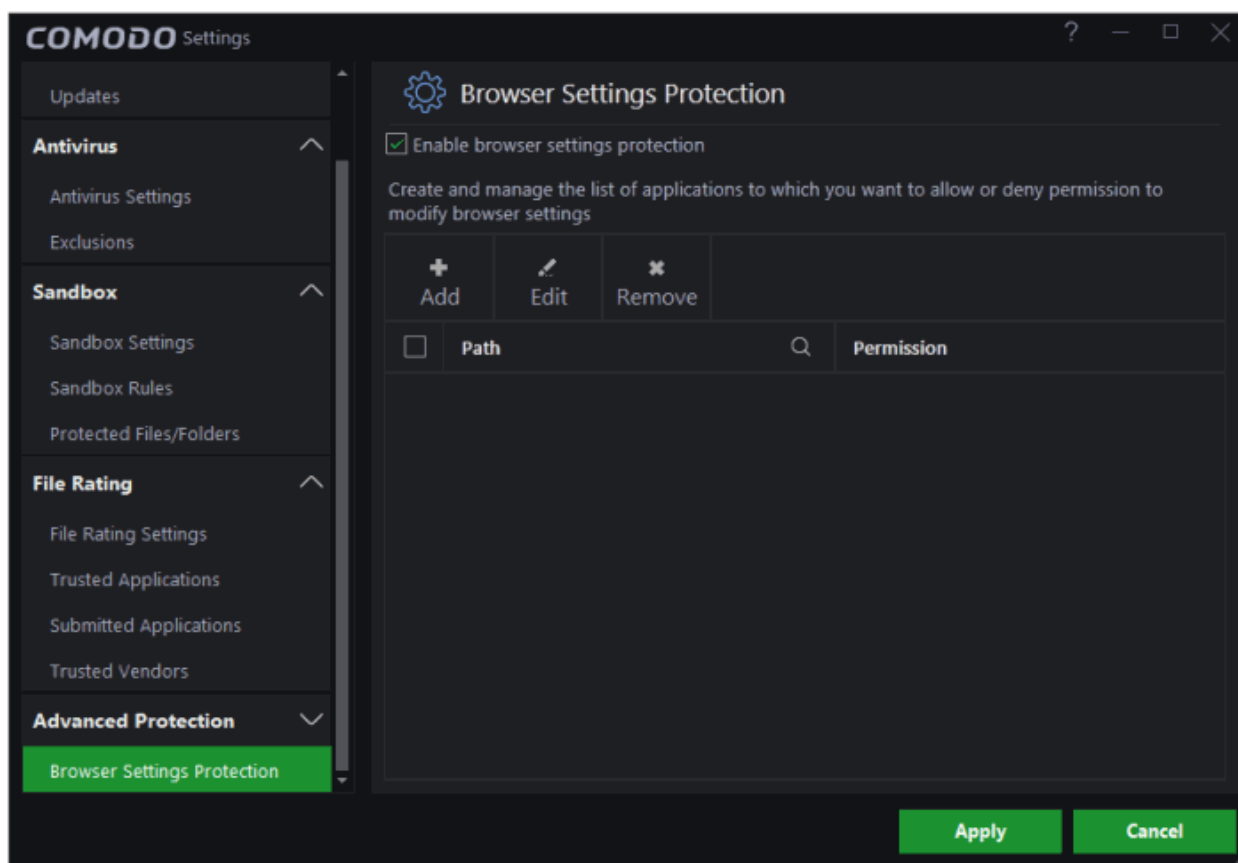 COMODO Settings
?
Updates
Antivirus
Antivirus Settings
Exclusions
Sandbox
Sandbox Settings
Sandbox Rules
Protected Files/Folders
File Rating
File Rating Settings
Trusted Applications
Submitted Applications
Trusted Vendors
Advanced Protection
Browser Settings Protection
Browser Settings Protection
Enable browser settings protection
Create and manage the list of applications to which you want to allow or deny permission to
modify browser settings
Add Edit Remove
Path Permission
Apply Cancel